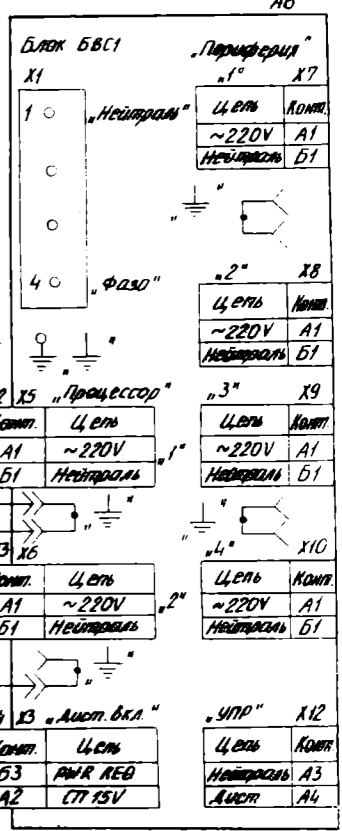 А6
Блок БВС1
X1
1
„Нейтраль"
4
„Фаза"
„Периферия"
„1" X7
Цепь Конт.
~220V А1
Нейтраль Б1
„2" X8
Цепь Конт.
~220V А1
Нейтраль Б1
X5 „Процессор"
Конт. Цепь
А1 ~220V „1"
Б1 Нейтраль
„3" X9
Цепь Конт.
~220V А1
Нейтраль Б1
X6
Конт. Цепь
А1 ~220V „2"
Б1 Нейтраль
„4" X10
Цепь Конт.
~220V А1
Нейтраль Б1
X3 „Дист. Вкл."
Конт. Цепь
Б3 PWR REQ
А2 СП 15V
„УПР" X12
Цепь Конт.
Нейтраль А3
Дист А4